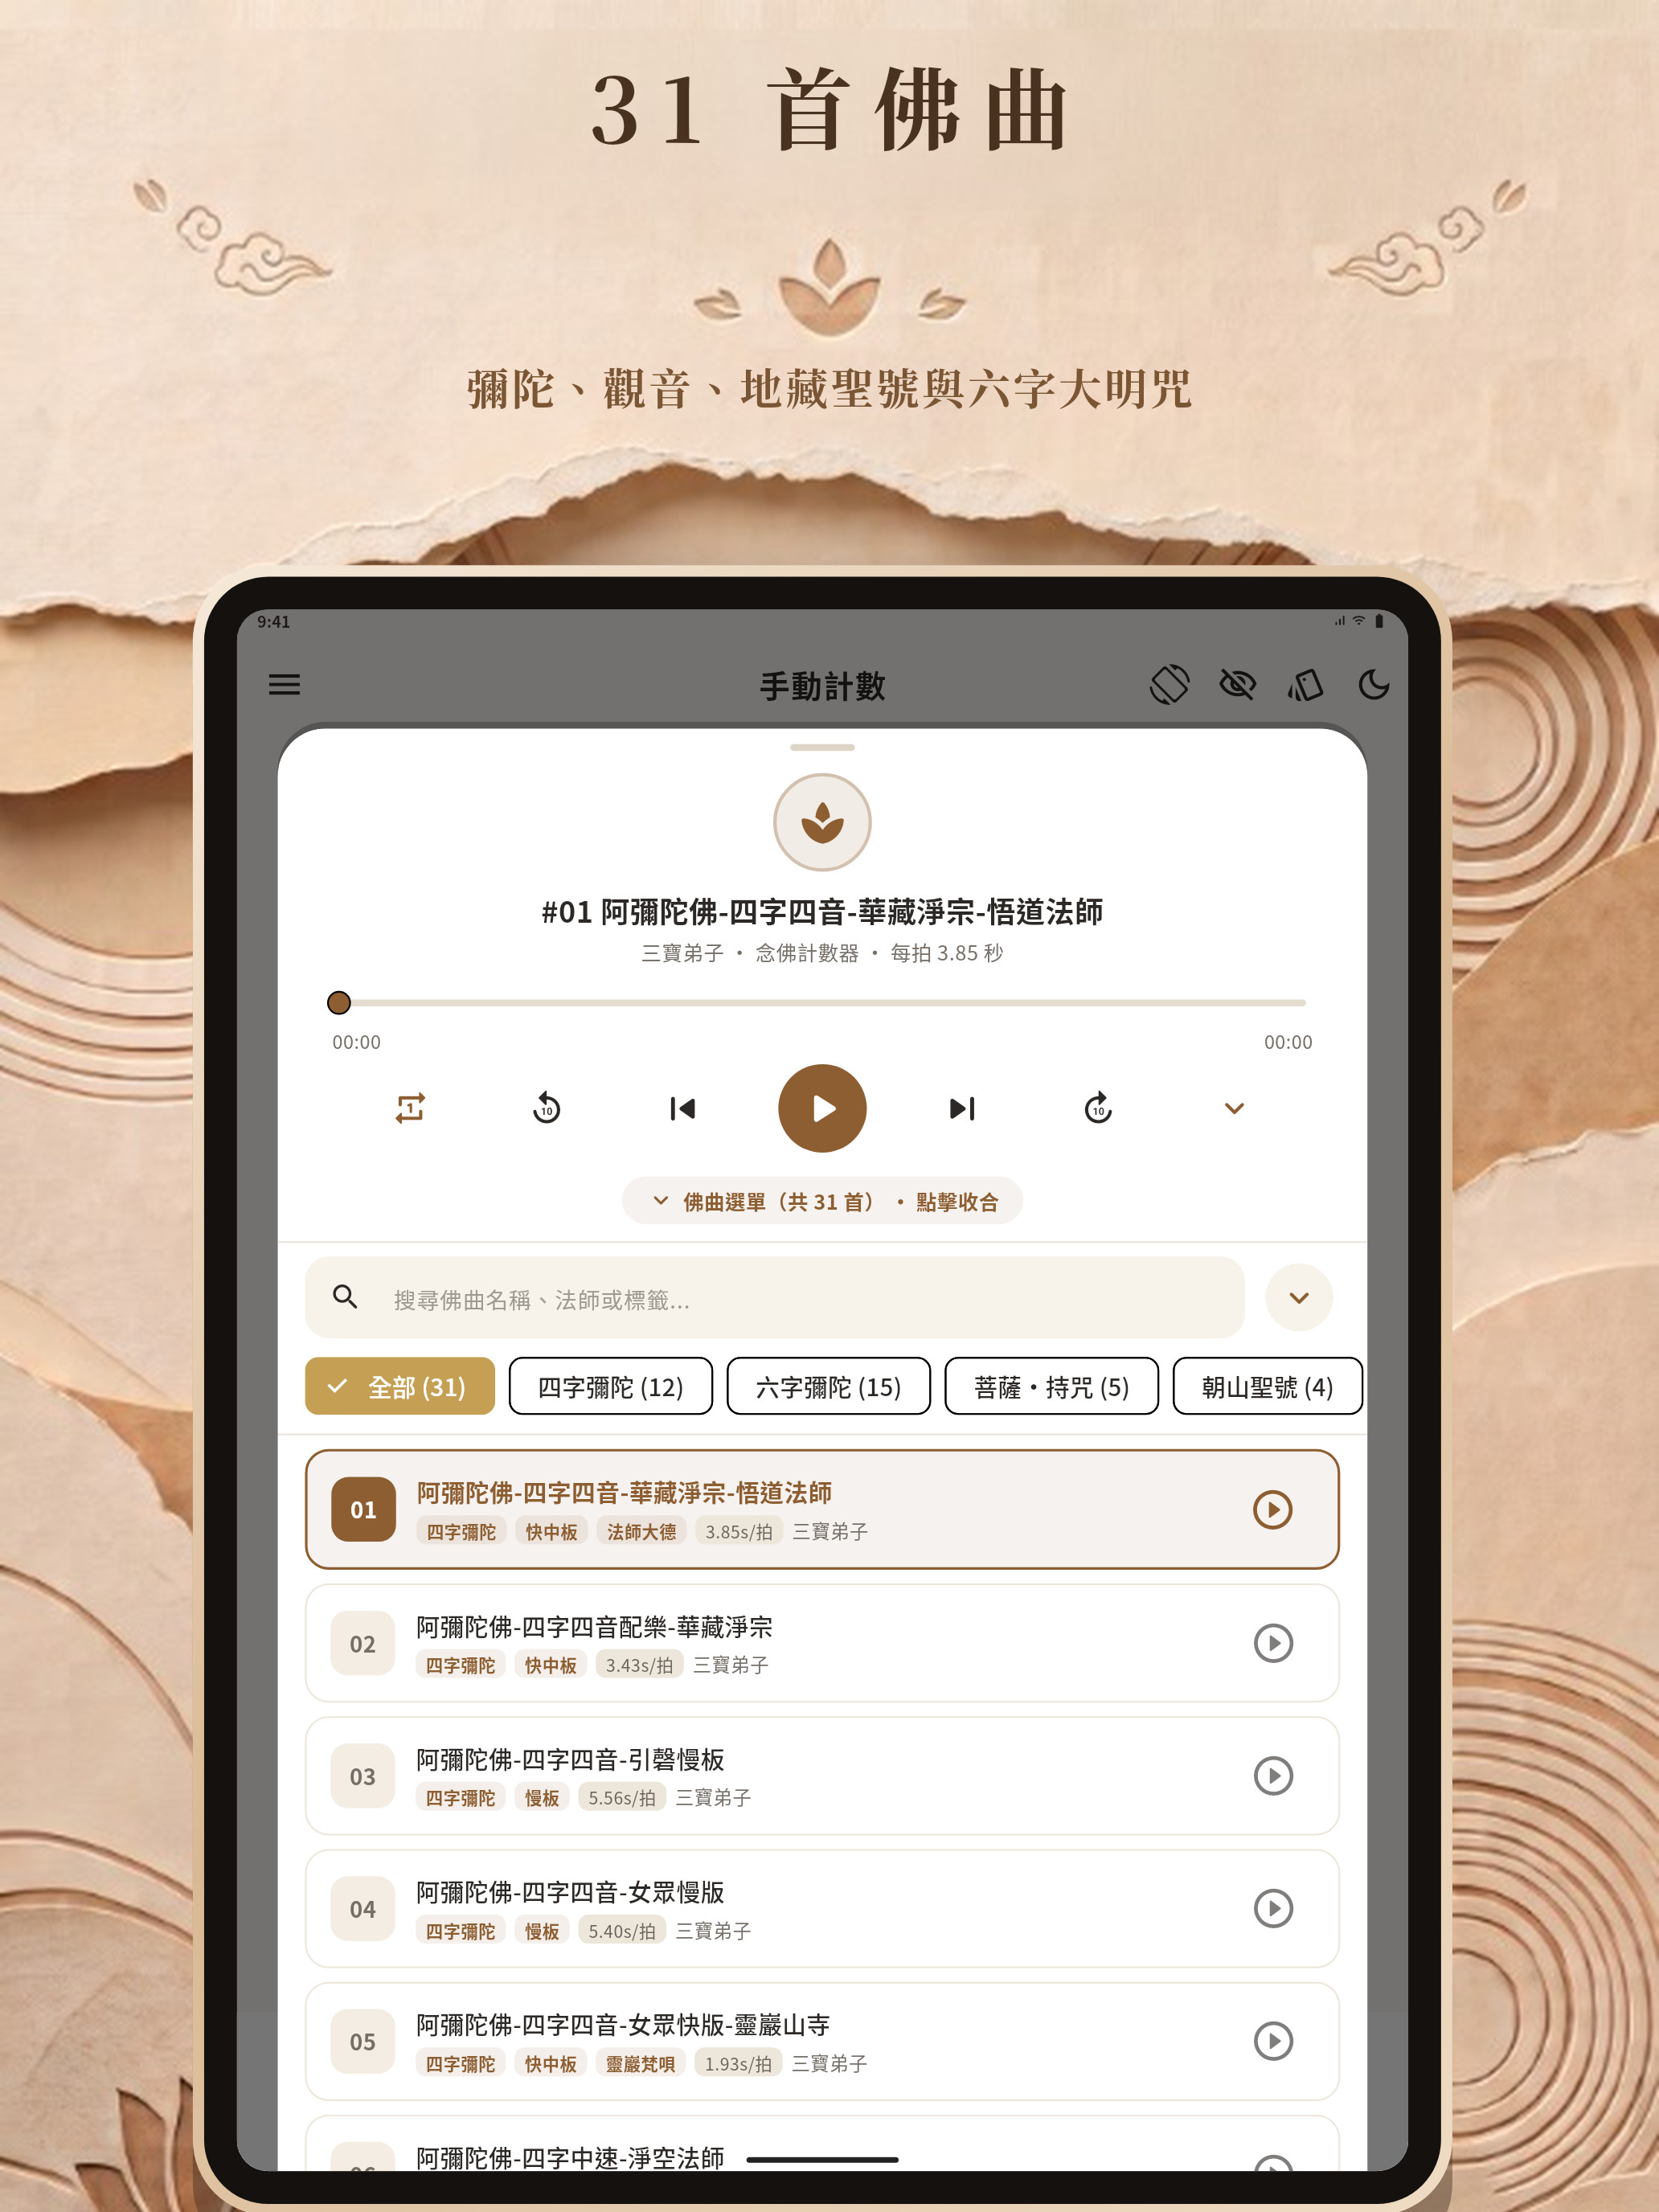 31 首佛曲
彌陀、觀音、地藏聖號與六字大明咒
9:41
手動計數
#01 阿彌陀佛-四字四音-華藏淨宗-悟道法師
三寶弟子 • 念佛計數器 • 每拍 3.85 秒
00:00 00:00
1 10 10
佛曲選單（共 31 首） • 點擊收合
搜尋佛曲名稱、法師或標籤...
全部 (31) 四字彌陀 (12) 六字彌陀 (15) 菩薩・持咒 (5) 朝山聖號 (4)
01 阿彌陀佛-四字四音-華藏淨宗-悟道法師
四字彌陀 快中板 法師大德 3.85s/拍 三寶弟子
02 阿彌陀佛-四字四音配樂-華藏淨宗
四字彌陀 快中板 3.43s/拍 三寶弟子
03 阿彌陀佛-四字四音-引磬慢板
四字彌陀 慢板 5.56s/拍 三寶弟子
04 阿彌陀佛-四字四音-女眾慢版
四字彌陀 慢板 5.40s/拍 三寶弟子
05 阿彌陀佛-四字四音-女眾快版-靈巖山寺
四字彌陀 快中板 靈巖梵唄 1.93s/拍 三寶弟子
阿彌陀佛-四字中速-淨空法師